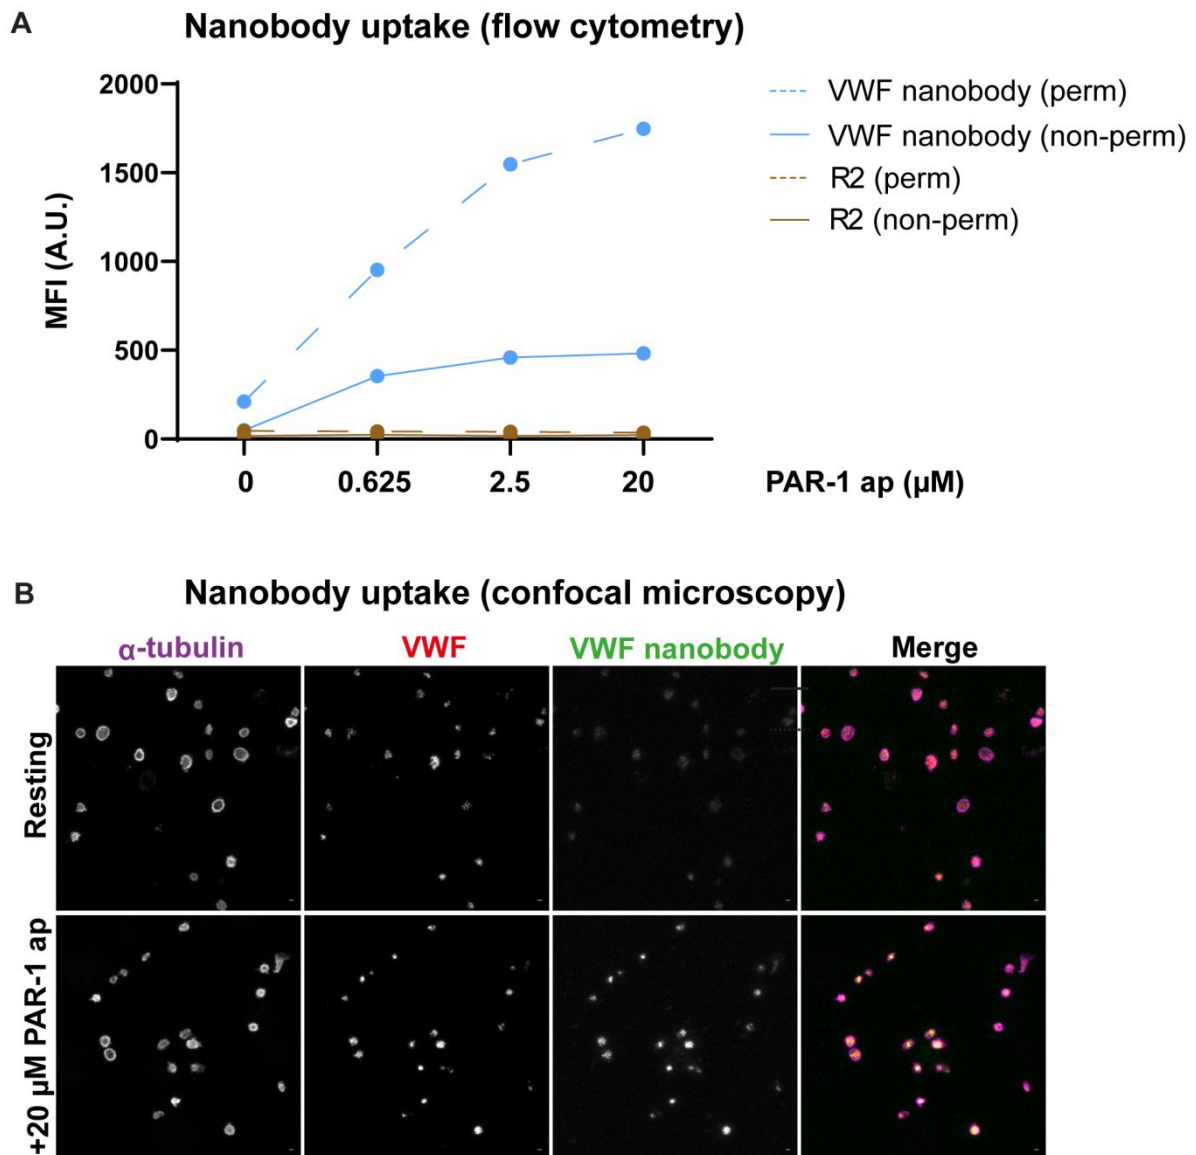 A
Nanobody uptake (flow cytometry)
2000
1500
1000
500
0
MFI (A.U.)
0 0.625 2.5 20 PAR-1 ap (µM)
VWF nanobody (perm)
VWF nanobody (non-perm)
R2 (perm)
R2 (non-perm)
B
Nanobody uptake (confocal microscopy)
α-tubulin VWF VWF nanobody Merge
Resting
+20 µM PAR-1 ap